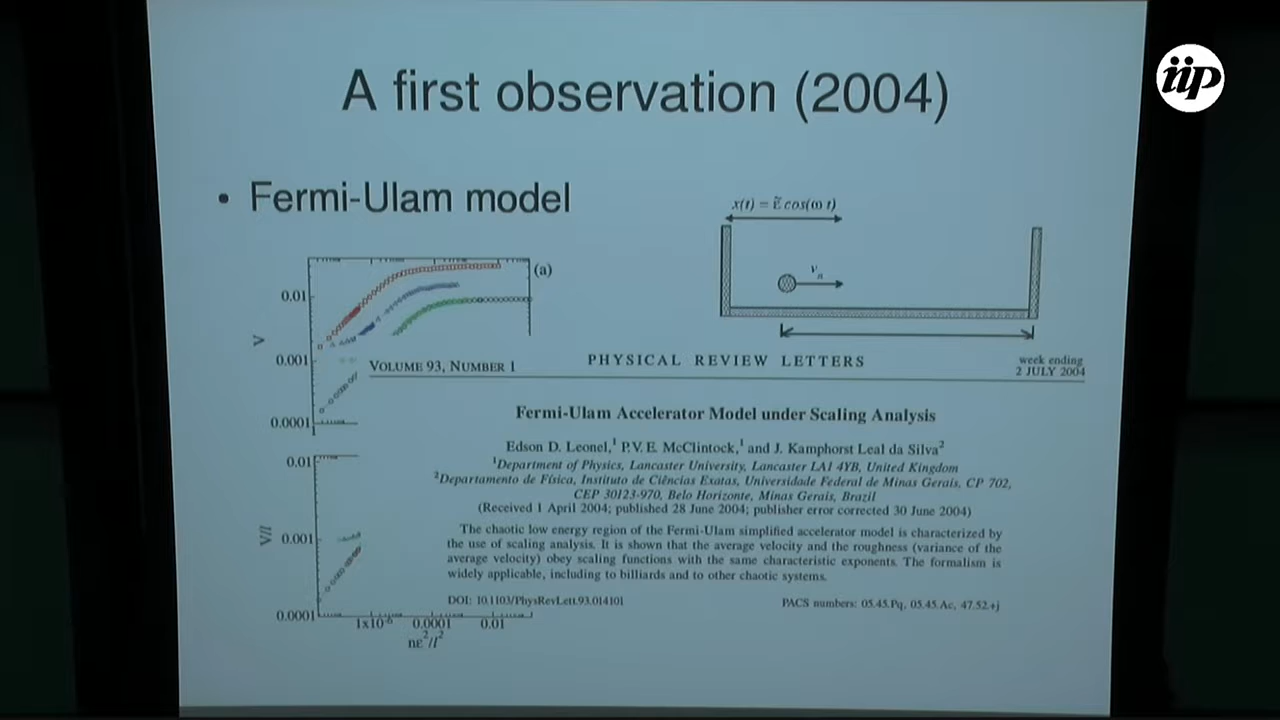 iip
A first observation (2004)
• Fermi-Ulam model
x(t) = ε̃ cos(ω t)
vₙ
(a)
0.01
V
0.001
0.0001
VOLUME 93, NUMBER 1
PHYSICAL REVIEW LETTERS
week ending
2 JULY 2004
Fermi-Ulam Accelerator Model under Scaling Analysis
Edson D. Leonel,¹ P.V. E. McClintock,¹ and J. Kamphorst Leal da Silva²
¹Department of Physics, Lancaster University, Lancaster LA1 4YB, United Kingdom
²Departamento de Física, Instituto de Ciências Exatas, Universidade Federal de Minas Gerais, CP 702,
CEP 30123-970, Belo Horizonte, Minas Gerais, Brazil
(Received 1 April 2004; published 28 June 2004; publisher error corrected 30 June 2004)
The chaotic low energy region of the Fermi-Ulam simplified accelerator model is characterized by
the use of scaling analysis. It is shown that the average velocity and the roughness (variance of the
average velocity) obey scaling functions with the same characteristic exponents. The formalism is
widely applicable, including to billiards and to other chaotic systems.
DOI: 10.1103/PhysRevLett.93.014101
PACS numbers: 05.45.Pq, 05.45.Ac, 47.52.+j
0.01
V/l
0.001
0.0001
1x10⁻⁶ 0.0001 0.01
nε²/l²